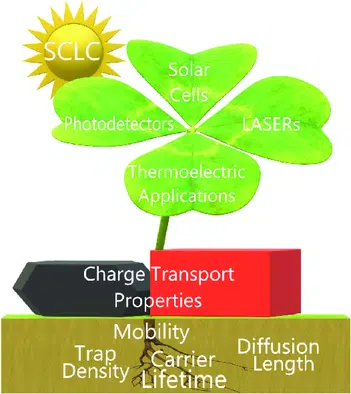 SCLC
Solar
Cells
Photodetectors
LASERs
Thermoelectric
Applications
Charge Transport
Properties
Mobility
Trap
Density
Carrier
Lifetime
Diffusion
Length